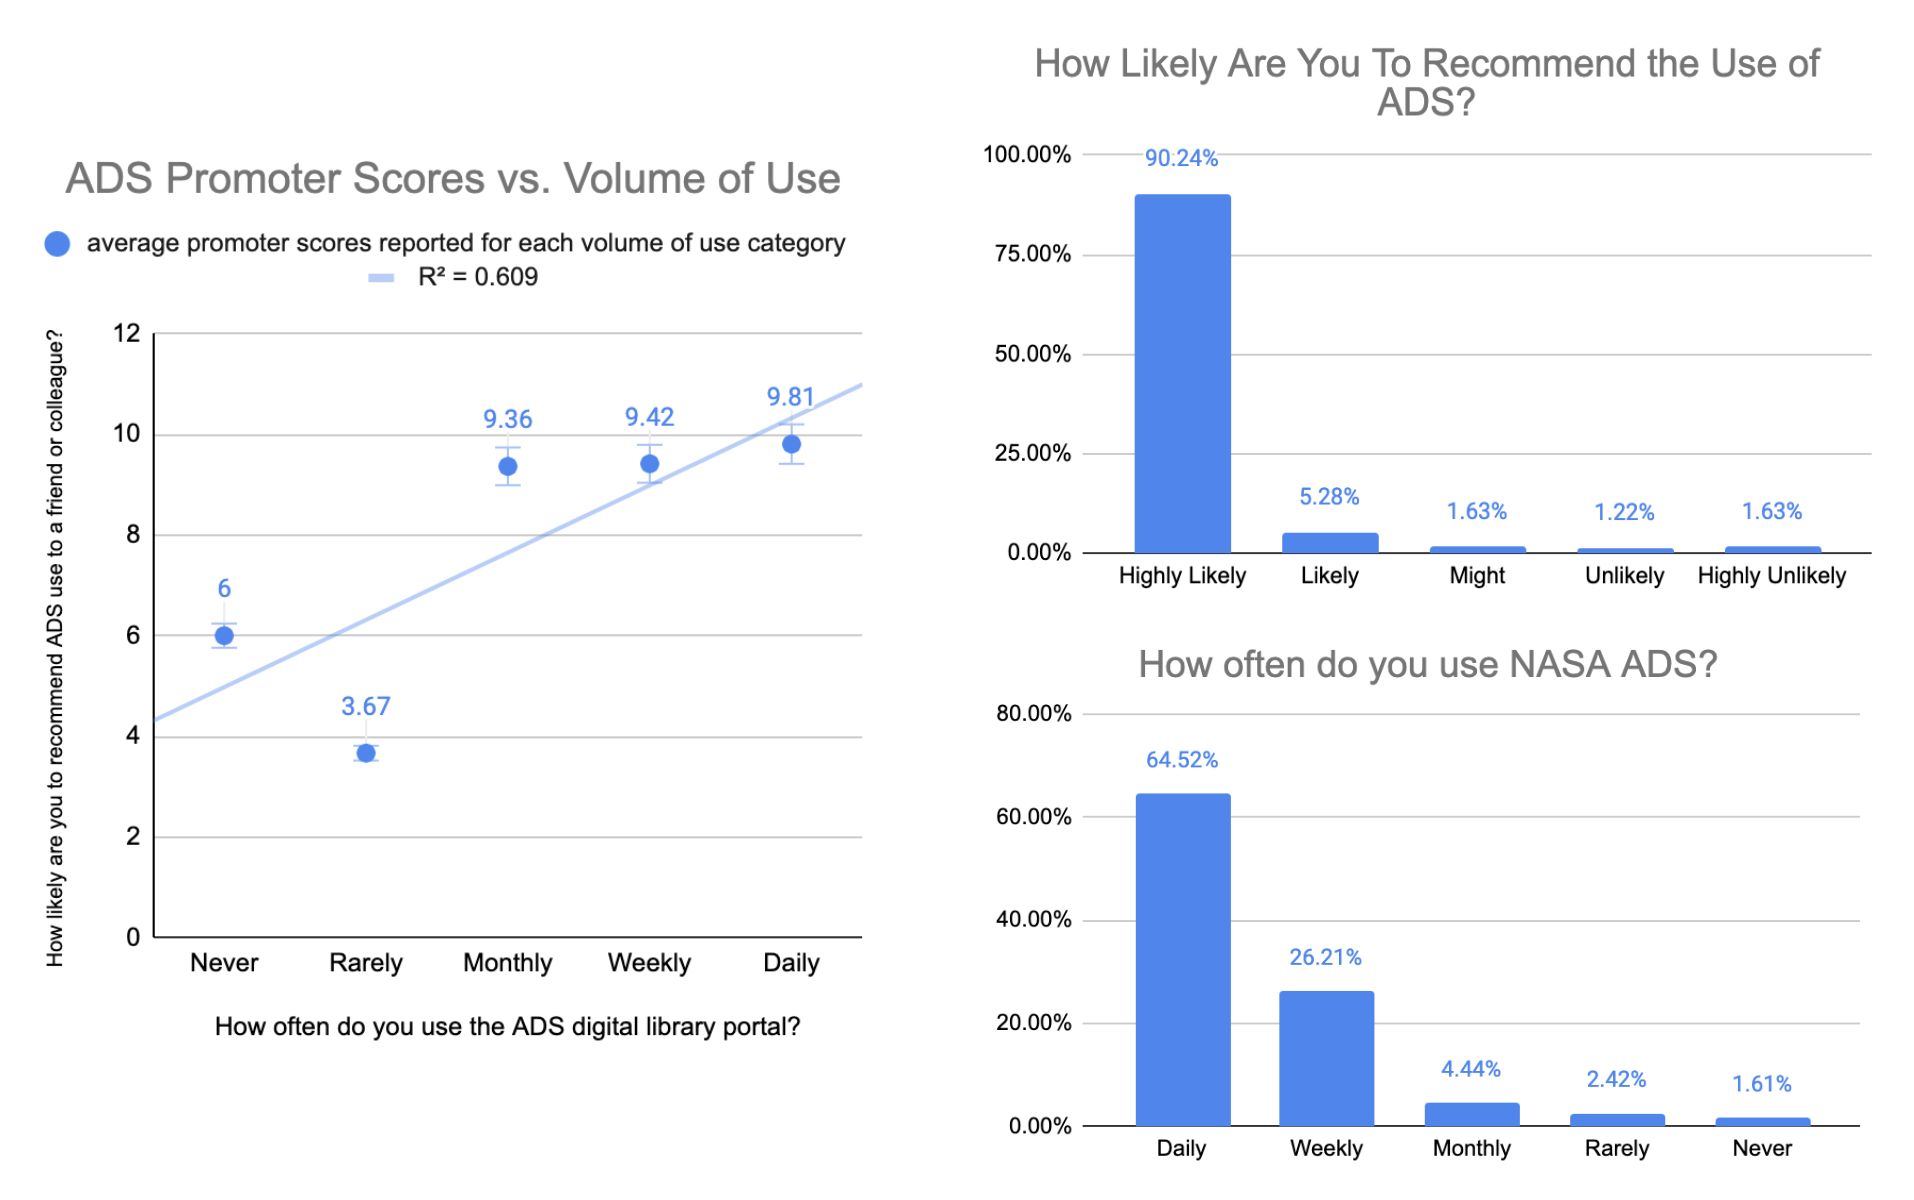 ADS Promoter Scores vs. Volume of Use
average promoter scores reported for each volume of use category
R² = 0.609
How likely are you to recommend ADS use to a friend or colleague?
12
10
8
6
4
2
0
6
3.67
9.36
9.42
9.81
Never Rarely Monthly Weekly Daily
How often do you use the ADS digital library portal?
How Likely Are You To Recommend the Use of
ADS?
100.00%
75.00%
50.00%
25.00%
0.00%
90.24%
5.28%
1.63%
1.22%
1.63%
Highly Likely Likely Might Unlikely Highly Unlikely
How often do you use NASA ADS?
80.00%
60.00%
40.00%
20.00%
0.00%
64.52%
26.21%
4.44%
2.42%
1.61%
Daily Weekly Monthly Rarely Never